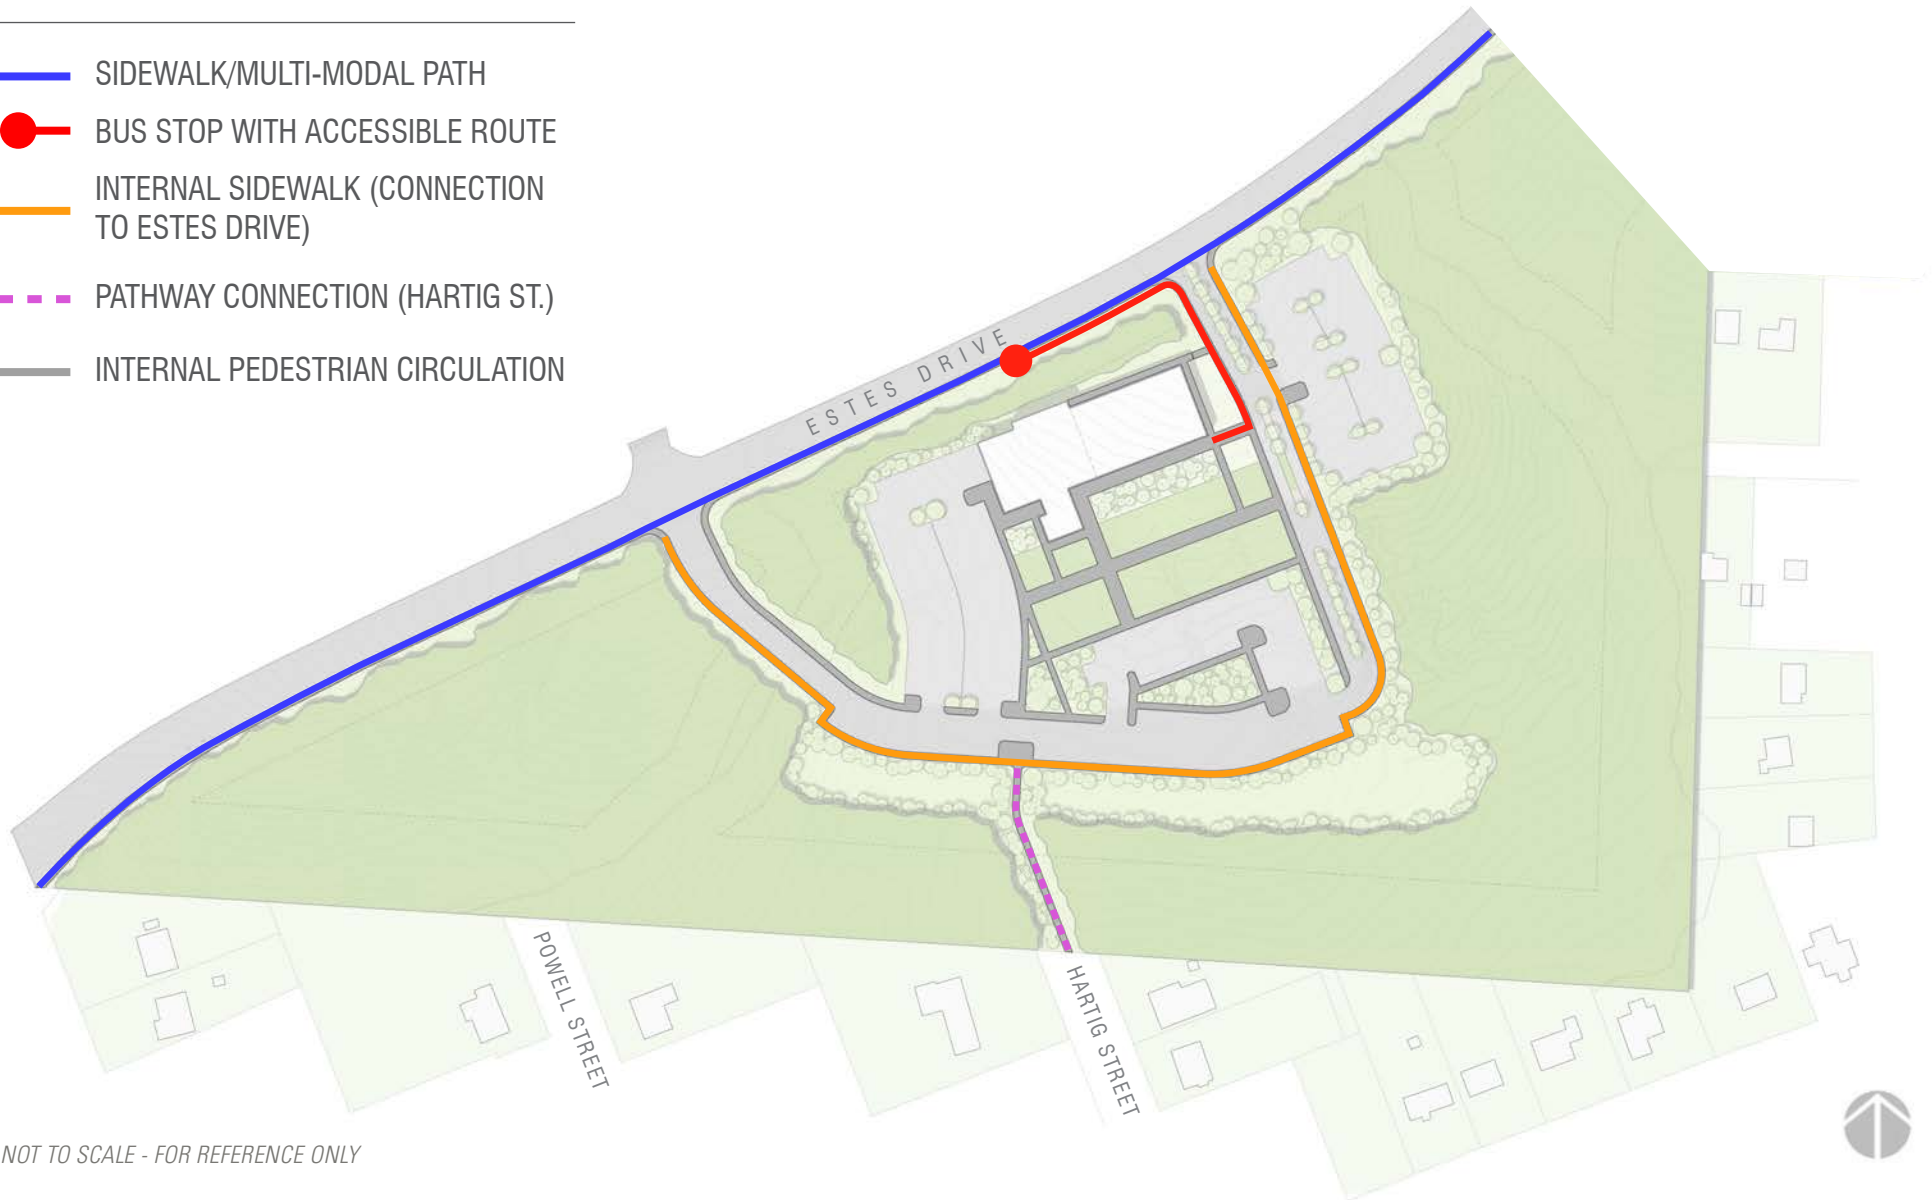 SIDEWALK/MULTI-MODAL PATH
BUS STOP WITH ACCESSIBLE ROUTE
INTERNAL SIDEWALK (CONNECTION
TO ESTES DRIVE)
PATHWAY CONNECTION (HARTIG ST.)
INTERNAL PEDESTRIAN CIRCULATION
ESTES DRIVE
POWELL STREET
HARTIG STREET
NOT TO SCALE - FOR REFERENCE ONLY